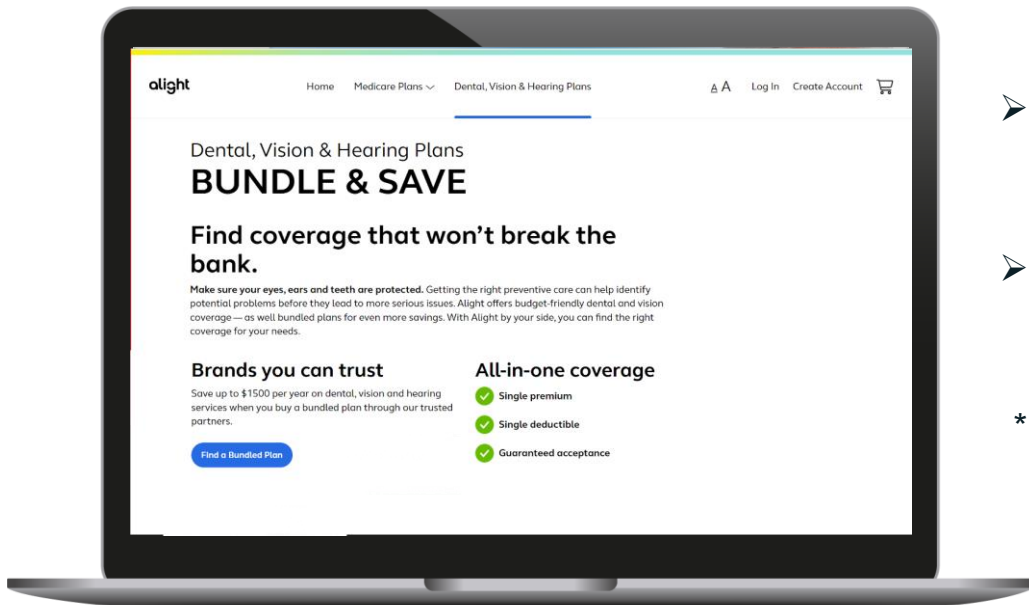 alight
Home Medicare Plans Dental, Vision & Hearing Plans A A Log In Create Account
Dental, Vision & Hearing Plans
BUNDLE & SAVE
Find coverage that won't break the
bank.
Make sure your eyes, ears and teeth are protected. Getting the right preventive care can help identify
potential problems before they lead to more serious issues. Alight offers budget-friendly dental and vision
coverage — as well bundled plans for even more savings. With Alight by your side, you can find the right
coverage for your needs.
Brands you can trust
Save up to $1500 per year on dental, vision and hearing
services when you buy a bundled plan through our trusted
partners.
Find a Bundled Plan
All-in-one coverage
Single premium
Single deductible
Guaranteed acceptance
*